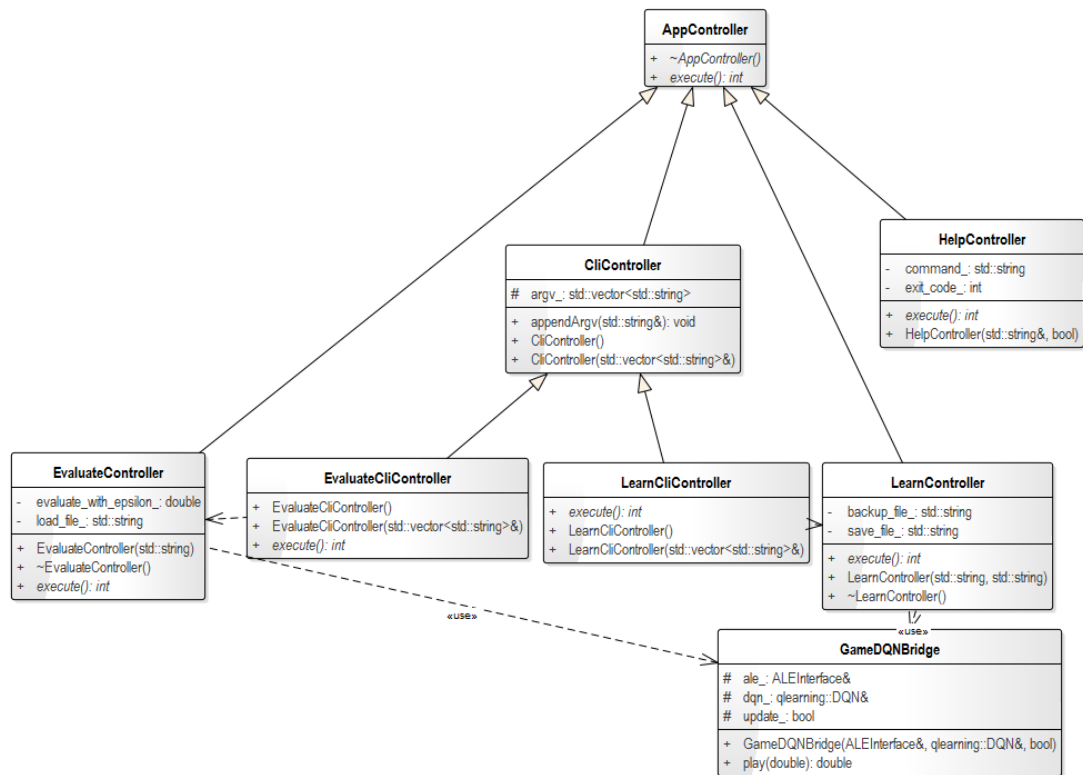 AppController
+ ~AppController()
+ execute(): int
CliController
# argv_: std::vector<std::string>
+ appendArgv(std::string&): void
+ CliController()
+ CliController(std::vector<std::string>&)
HelpController
- command_: std::string
- exit_code_: int
+ execute(): int
+ HelpController(std::string&, bool)
EvaluateController
- evaluate_with_epsilon_: double
- load_file_: std::string
+ EvaluateController(std::string)
+ ~EvaluateController()
+ execute(): int
EvaluateCliController
+ EvaluateCliController()
+ EvaluateCliController(std::vector<std::string>&)
+ execute(): int
LearnCliController
+ execute(): int
+ LearnCliController()
+ LearnCliController(std::vector<std::string>&)
LearnController
- backup_file_: std::string
- save_file_: std::string
+ execute(): int
+ LearnController(std::string, std::string)
+ ~LearnController()
«use»
«use»
GameDQNBridge
# ale_: ALEInterface&
# dqn_: qlearning::DQN&
# update_: bool
+ GameDQNBridge(ALEInterface&, qlearning::DQN&, bool)
+ play(double): double